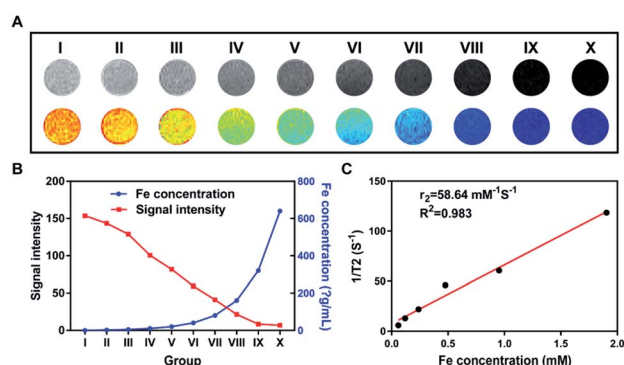 A
I II III IV V VI VII VIII IX X
B
200
150
100
50
0
Signal intensity
Fe concentration
Signal intensity
800
600
400
200
0
Fe concentration (?g/mL)
I II III IV V VI VII VIII IX X
Group
C
r₂=58.64 mM⁻¹S⁻¹
R²=0.983
150
100
50
0
1/T2 (S⁻¹)
0.0 0.5 1.0 1.5 2.0
Fe concentration (mM)